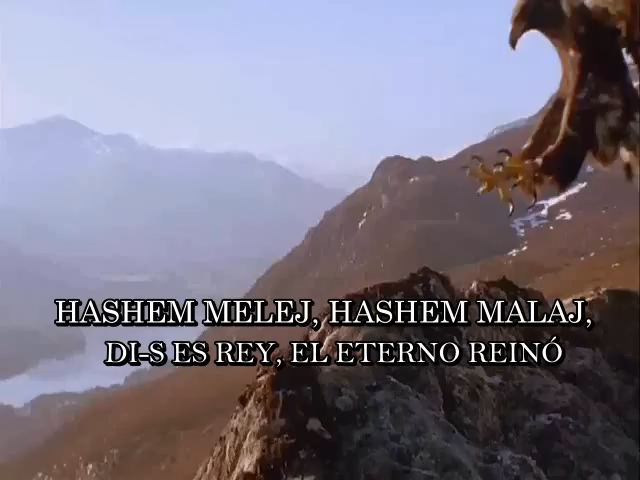 HASHEM MELEJ, HASHEM MALAJ,
DI-S ES REY, EL ETERNO REINÓ